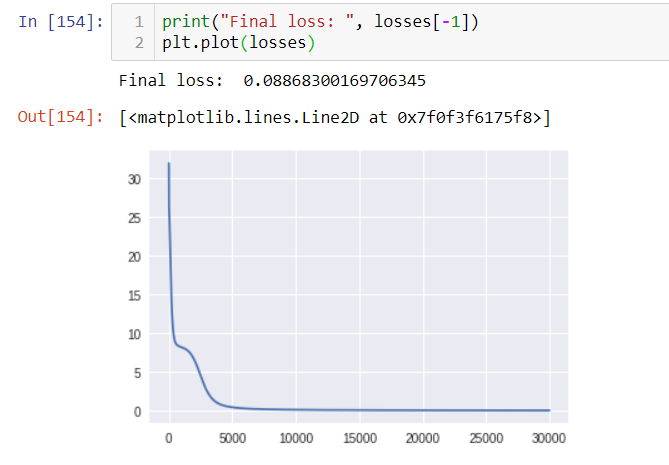 In [154]: 1 print("Final loss: ", losses[-1])
2 plt.plot(losses)
Final loss:  0.08868300169706345
Out[154]: [<matplotlib.lines.Line2D at 0x7f0f3f6175f8>]
30
25
20
15
10
5
0
0 5000 10000 15000 20000 25000 30000